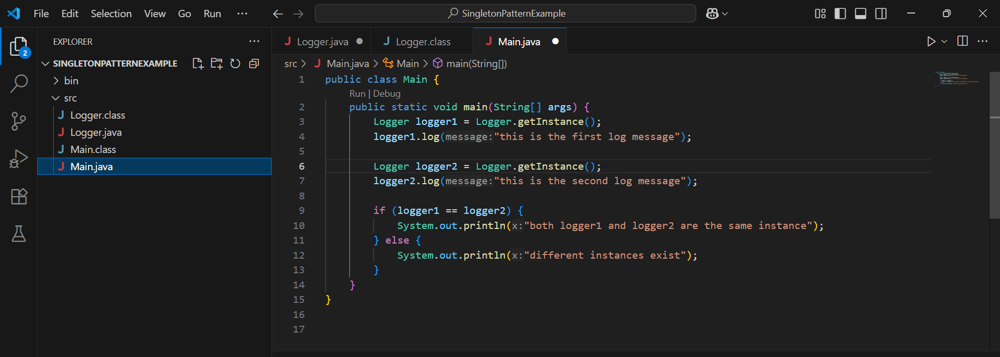 File Edit Selection View Go Run ··· SingletonPatternExample
EXPLORER ···
SINGLETONPATTERNEXAMPLE
bin
src
J Logger.class
J Logger.java
J Main.class
J Main.java
2
J Logger.java J Logger.class J Main.java
src > J Main.java > Main > main(String[])
1 public class Main {
Run | Debug
2 public static void main(String[] args) {
3 Logger logger1 = Logger.getInstance();
4 logger1.log(message:"this is the first log message");
5
6 Logger logger2 = Logger.getInstance();
7 logger2.log(message:"this is the second log message");
8
9 if (logger1 == logger2) {
10 System.out.println(x:"both logger1 and logger2 are the same instance");
11 } else {
12 System.out.println(x:"different instances exist");
13 }
14 }
15 }
16
17